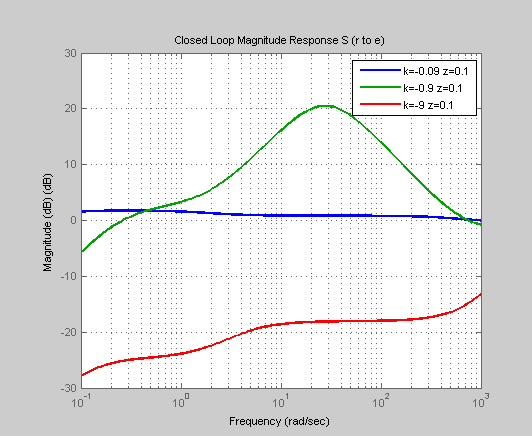 Closed Loop Magnitude Response S (r to e)
30
20
10
0
-10
-20
-30
Magnitude (dB) (dB)
k=-0.09 z=0.1
k=-0.9 z=0.1
k=-9 z=0.1
10^-1 10^0 10^1 10^2 10^3
Frequency (rad/sec)